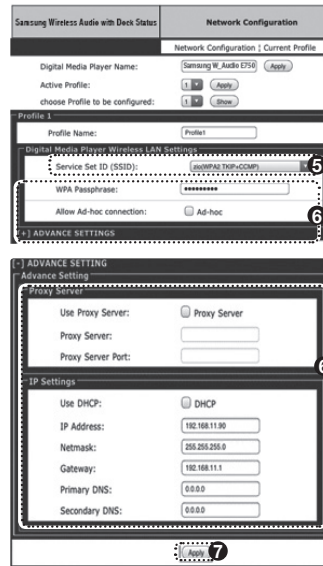 Samsung Wireless Audio with Deck Status
Network Configuration
Network Configuration | Current Profile
Digital Media Player Name: Samsung W_Audio E750 Apply
Active Profile: 1 Apply
choose Profile to be configured: 1 Show
Profile 1
Profile Name: Profile1
Digital Media Player Wireless LAN Settings
Service Set ID (SSID): zio(WPA2 TKIP+CCMP) 5
WPA Passphrase: •••••••••
Allow Ad-hoc connection: Ad-hoc 6
[+] ADVANCE SETTINGS
[-] ADVANCE SETTING
Advance Setting
Proxy Server
Use Proxy Server: Proxy Server
Proxy Server:
Proxy Server Port:
6
IP Settings
Use DHCP: DHCP
IP Address: 192.168.11.90
Netmask: 255.255.255.0
Gateway: 192.168.11.1
Primary DNS: 0.0.0.0
Secondary DNS: 0.0.0.0
Apply 7